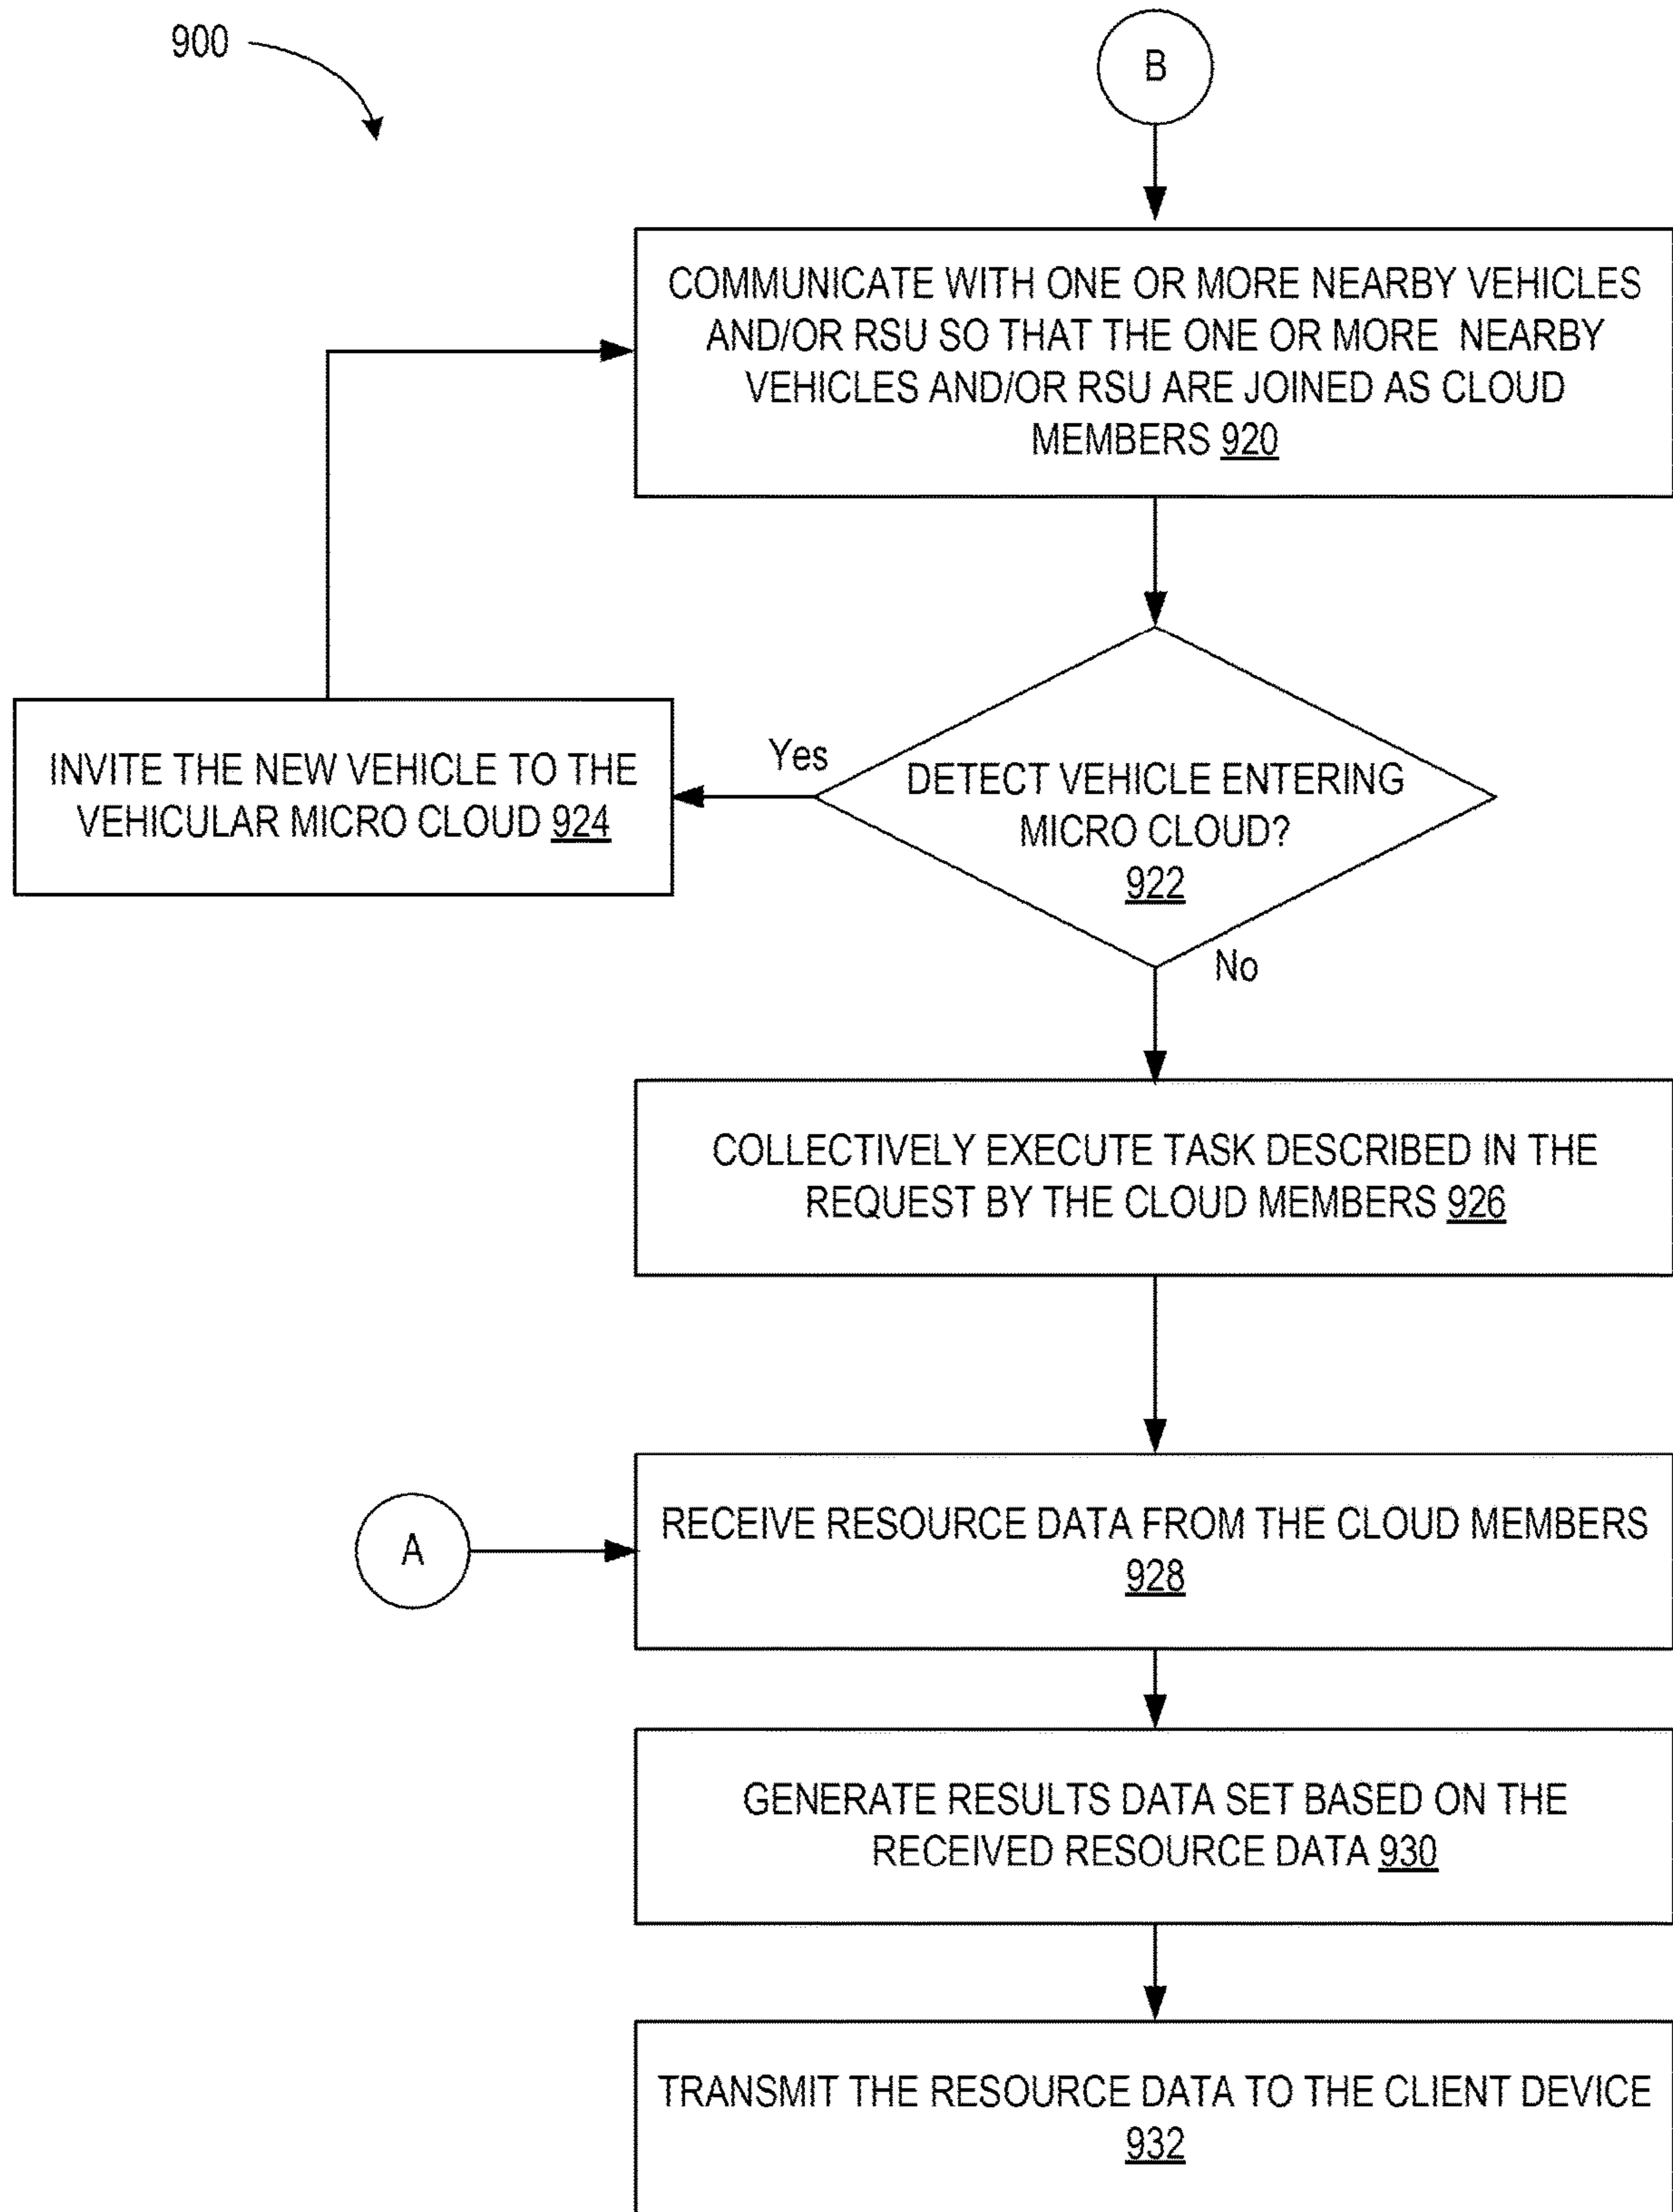 900
B
COMMUNICATE WITH ONE OR MORE NEARBY VEHICLES
AND/OR RSU SO THAT THE ONE OR MORE NEARBY
VEHICLES AND/OR RSU ARE JOINED AS CLOUD
MEMBERS 920
INVITE THE NEW VEHICLE TO THE
VEHICULAR MICRO CLOUD 924
Yes
DETECT VEHICLE ENTERING
MICRO CLOUD?
922
No
COLLECTIVELY EXECUTE TASK DESCRIBED IN THE
REQUEST BY THE CLOUD MEMBERS 926
A
RECEIVE RESOURCE DATA FROM THE CLOUD MEMBERS
928
GENERATE RESULTS DATA SET BASED ON THE
RECEIVED RESOURCE DATA 930
TRANSMIT THE RESOURCE DATA TO THE CLIENT DEVICE
932